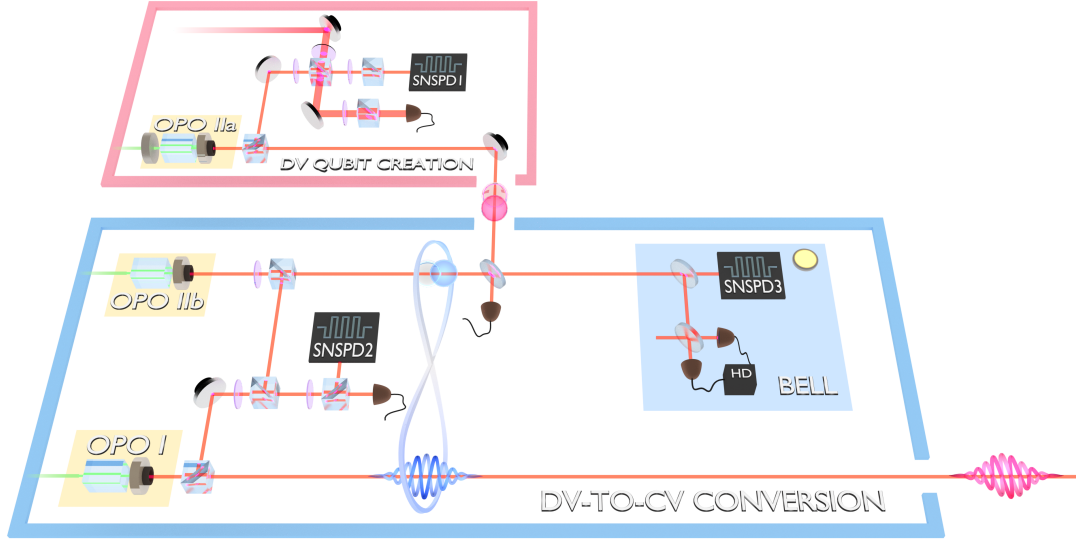 SNSPD1
OPO IIa
DV QUBIT CREATION
OPO IIb
SNSPD3
SNSPD2
HD
BELL
OPO I
DV-TO-CV CONVERSION